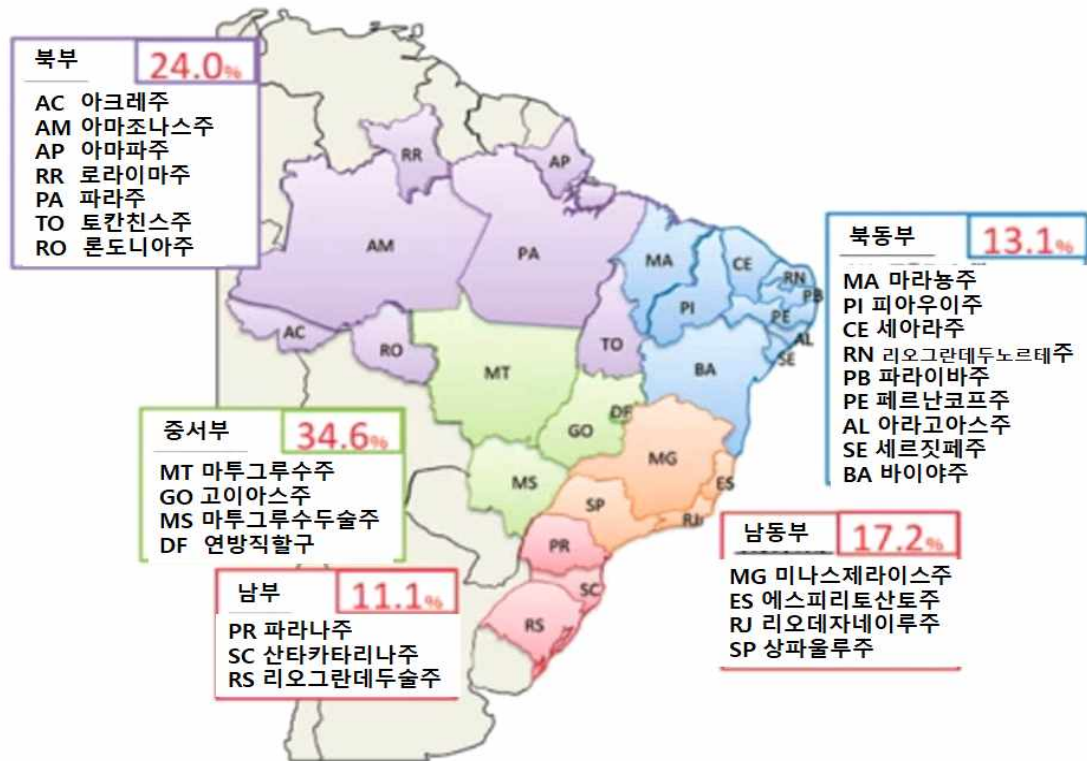 북부 24.0%
AC 아크레주
AM 아마조나스주
AP 아마파주
RR 로라이마주
PA 파라주
TO 토칸친스주
RO 론도니아주
북동부 13.1%
MA 마라뇽주
PI 피아우이주
CE 세아라주
RN 리오그란데두노르테주
PB 파라이바주
PE 페르난코프주
AL 아라고아스주
SE 세르짓페주
BA 바이야주
중서부 34.6%
MT 마투그루수주
GO 고이아스주
MS 마투그루수두술주
DF 연방직할구
남동부 17.2%
MG 미나스제라이스주
ES 에스피리토산토주
RJ 리오데자네이루주
SP 상파울루주
남부 11.1%
PR 파라나주
SC 산타카타리나주
RS 리오그란데두술주
RR
AP
AM
PA
MA
CE
RN
PB
PI
PE
AL
SE
AC
RO
TO
BA
MT
DF
GO
MG
ES
MS
SP
RJ
PR
SC
RS